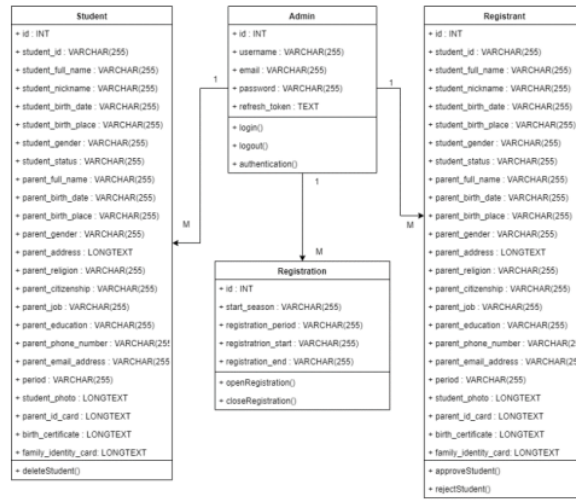 Student
+ id : INT
+ student_id : VARCHAR(255)
+ student_full_name : VARCHAR(255)
+ student_nickname : VARCHAR(255)
+ student_birth_date : VARCHAR(255)
+ student_birth_place : VARCHAR(255)
+ student_gender : VARCHAR(255)
+ student_status : VARCHAR(255)
+ parent_full_name : VARCHAR(255)
+ parent_birth_date : VARCHAR(255)
+ parent_birth_place : VARCHAR(255)
+ parent_gender : VARCHAR(255)
+ parent_address : LONGTEXT
+ parent_religion : VARCHAR(255)
+ parent_citizenship : VARCHAR(255)
+ parent_job : VARCHAR(255)
+ parent_education : VARCHAR(255)
+ parent_phone_number : VARCHAR(255
+ parent_email_address : VARCHAR(255
+ period : VARCHAR(255)
+ student_photo : LONGTEXT
+ parent_id_card : LONGTEXT
+ birth_certificate : LONGTEXT
+ family_identity_card: LONGTEXT
+ deleteStudent()
Admin
+ id : INT
+ username : VARCHAR(255)
+ email : VARCHAR(255)
+ password : VARCHAR(255)
+ refresh_token : TEXT
+ login()
+ logout()
+ authentication()
1
M
1
M
1
M
Registration
+ id : INT
+ start_season : VARCHAR(255)
+ registration_period : VARCHAR(255)
+ registratrion_start : VARCHAR(255)
+ registration_end : VARCHAR(255)
+ openRegistration()
+ closeRegistration()
Registrant
+ id : INT
+ student_id : VARCHAR(255)
+ student_full_name : VARCHAR(255)
+ student_nickname : VARCHAR(255)
+ student_birth_date : VARCHAR(255)
+ student_birth_place : VARCHAR(255)
+ student_gender : VARCHAR(255)
+ student_status : VARCHAR(255)
+ parent_full_name : VARCHAR(255)
+ parent_birth_date : VARCHAR(255)
+ parent_birth_place : VARCHAR(255)
+ parent_gender : VARCHAR(255)
+ parent_address : LONGTEXT
+ parent_religion : VARCHAR(255)
+ parent_citizenship : VARCHAR(255)
+ parent_job : VARCHAR(255)
+ parent_education : VARCHAR(255)
+ parent_phone_number : VARCHAR(2
+ parent_email_address : VARCHAR(25
+ period : VARCHAR(255)
+ student_photo : LONGTEXT
+ parent_id_card : LONGTEXT
+ birth_certificate : LONGTEXT
+ family_identity_card: LONGTEXT
+ approveStudent()
+ rejectStudent()